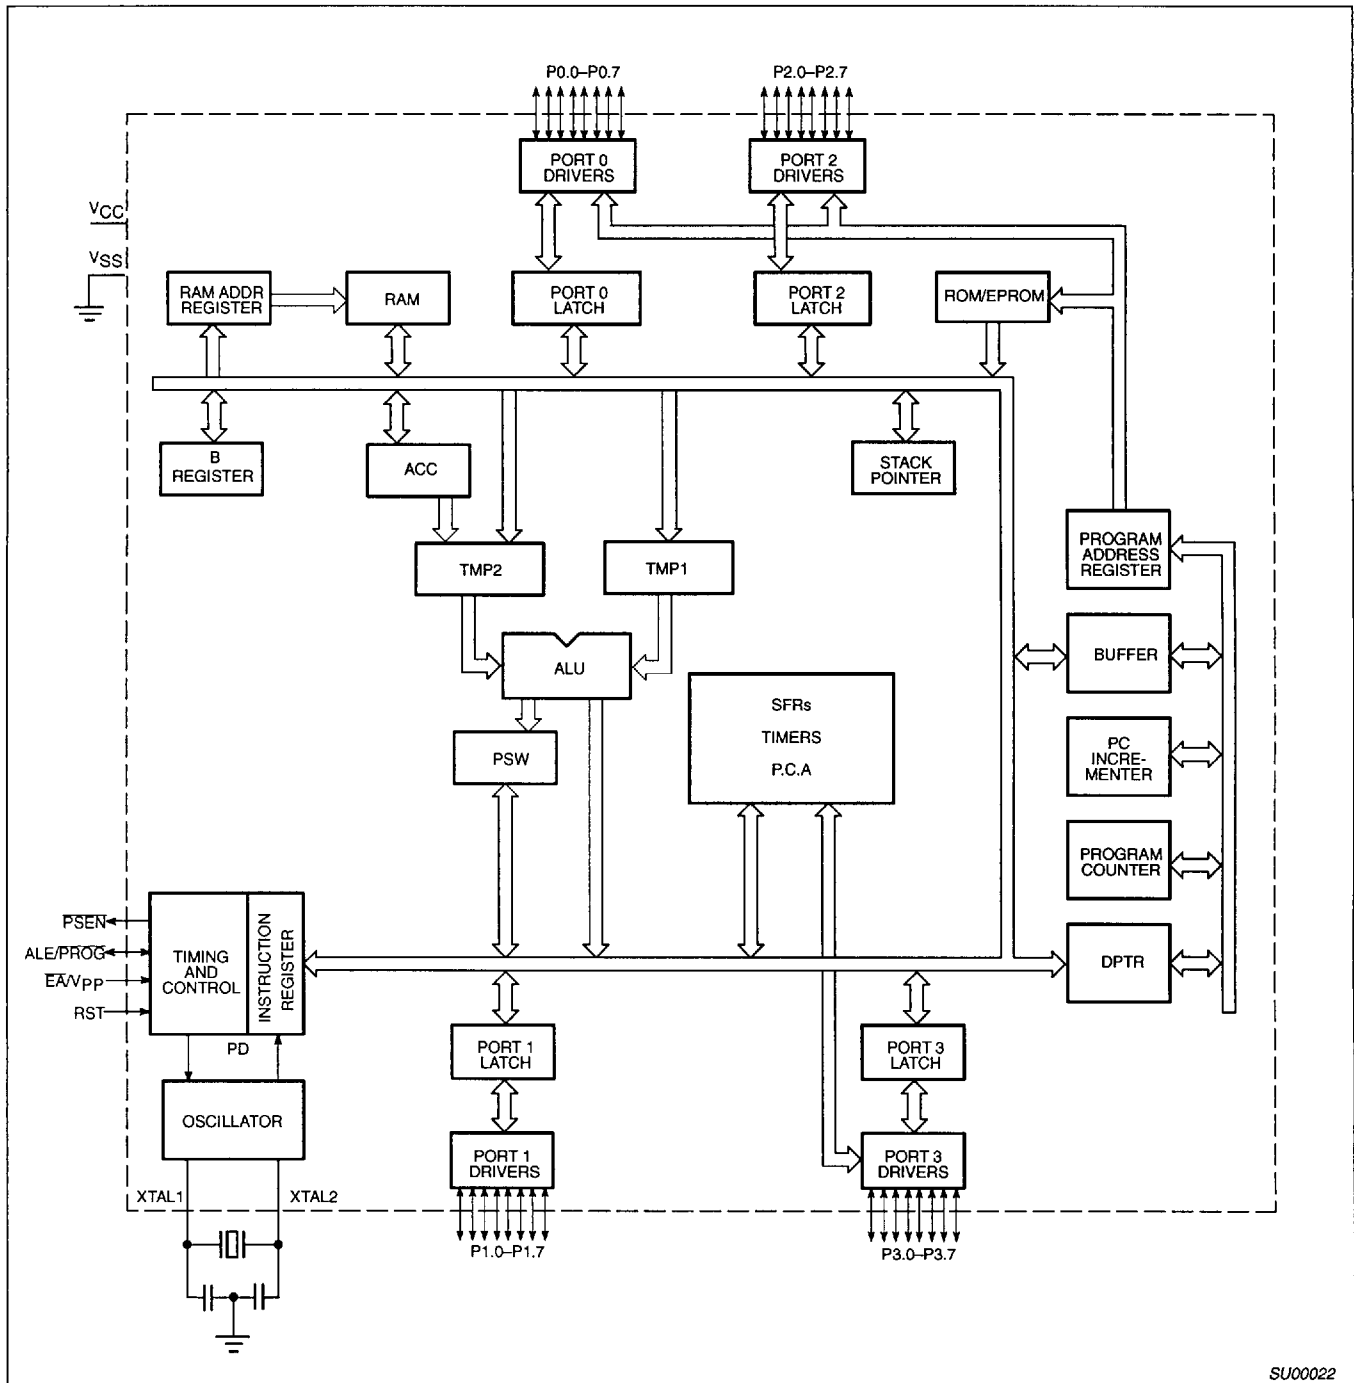 P0.0–P0.7
P2.0–P2.7
PORT 0
DRIVERS
PORT 2
DRIVERS
VCC
VSS
RAM ADDR
REGISTER
RAM
PORT 0
LATCH
PORT 2
LATCH
ROM/EPROM
B
REGISTER
ACC
STACK
POINTER
TMP2
TMP1
PROGRAM
ADDRESS
REGISTER
ALU
BUFFER
SFRs
TIMERS
P.C.A
PSW
PC
INCRE-
MENTER
PROGRAM
COUNTER
PSEN
ALE/PROG
EA/VPP
RST
TIMING
AND
CONTROL
INSTRUCTION
REGISTER
DPTR
PD
PORT 1
LATCH
PORT 3
LATCH
OSCILLATOR
PORT 1
DRIVERS
PORT 3
DRIVERS
XTAL1
XTAL2
P1.0–P1.7
P3.0–P3.7
SU00022